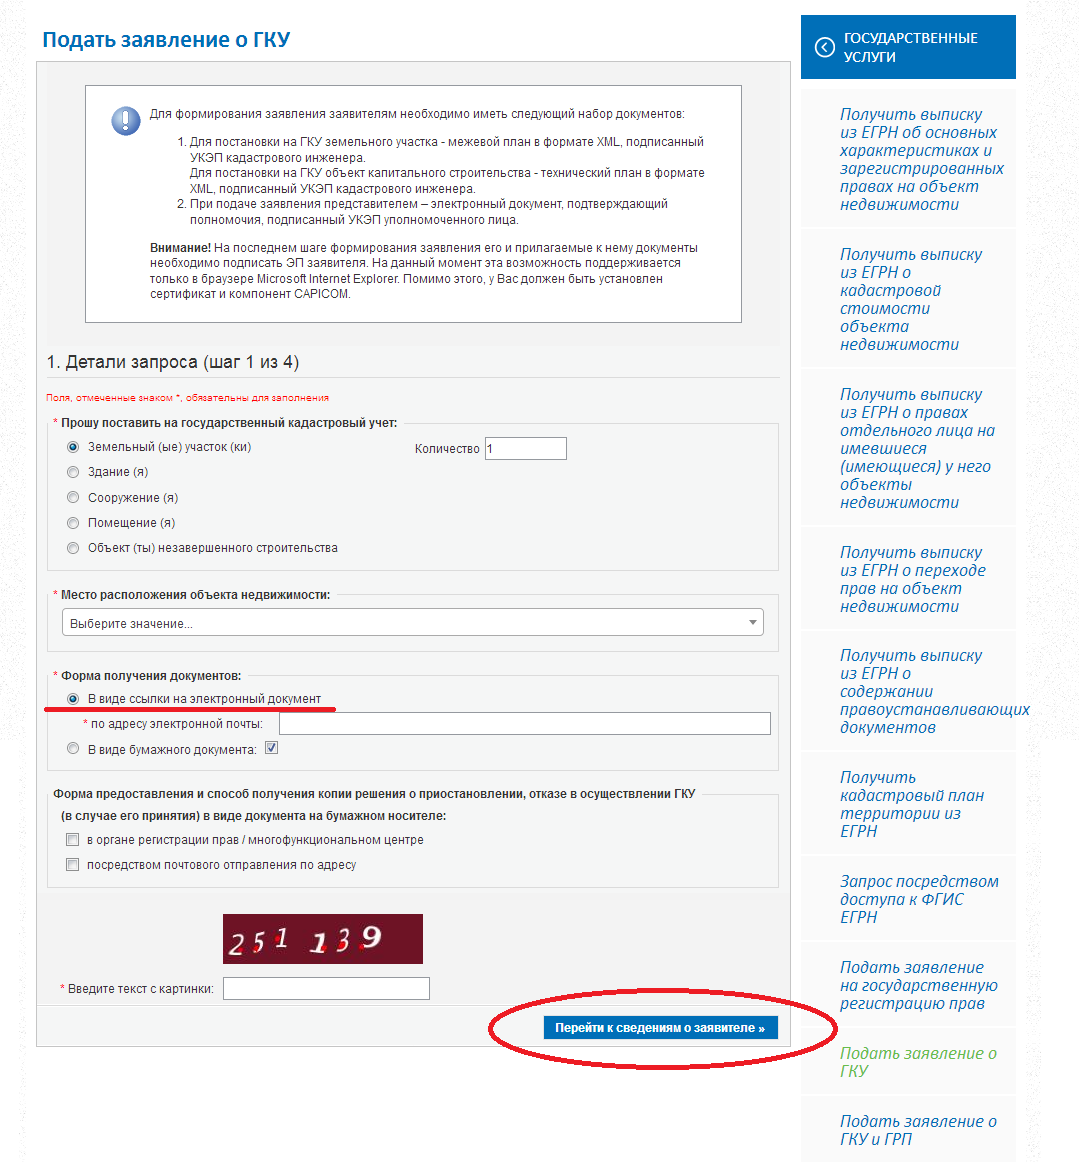 Подать заявление о ГКУ
Для формирования заявления заявителям необходимо иметь следующий набор документов:
1. Для постановки на ГКУ земельного участка - межевой план в формате XML, подписанный
УКЭП кадастрового инженера.
Для постановки на ГКУ объект капитального строительства - технический план в формате
XML, подписанный УКЭП кадастрового инженера.
2. При подаче заявления представителем – электронный документ, подтверждающий
полномочия, подписанный УКЭП уполномоченного лица.
Внимание! На последнем шаге формирования заявления его и прилагаемые к нему документы
необходимо подписать ЭП заявителя. На данный момент эта возможность поддерживается
только в браузере Microsoft Internet Explorer. Помимо этого, у Вас должен быть установлен
сертификат и компонент CAPICOM.
1. Детали запроса (шаг 1 из 4)
Поля, отмеченные знаком *, обязательны для заполнения
* Прошу поставить на государственный кадастровый учет:
Земельный (ые) участок (ки) Количество 1
Здание (я)
Сооружение (я)
Помещение (я)
Объект (ты) незавершенного строительства
* Место расположения объекта недвижимости:
Выберите значение...
* Форма получения документов:
В виде ссылки на электронный документ
* по адресу электронной почты:
В виде бумажного документа:
Форма предоставления и способ получения копии решения о приостановлении, отказе в осуществлении ГКУ
(в случае его принятия) в виде документа на бумажном носителе:
в органе регистрации прав / многофункциональном центре
посредством почтового отправления по адресу
251 139
* Введите текст с картинки:
Перейти к сведениям о заявителе »
ГОСУДАРСТВЕННЫЕ
УСЛУГИ
Получить выписку
из ЕГРН об основных
характеристиках и
зарегистрированных
правах на объект
недвижимости
Получить выписку
из ЕГРН о
кадастровой
стоимости
объекта
недвижимости
Получить выписку
из ЕГРН о правах
отдельного лица на
имевшиеся
(имеющиеся) у него
объекты
недвижимости
Получить выписку
из ЕГРН о переходе
прав на объект
недвижимости
Получить выписку
из ЕГРН о
содержании
правоустанавливающих
документов
Получить
кадастровый план
территории из
ЕГРН
Запрос посредством
доступа к ФГИС
ЕГРН
Подать заявление
на государственную
регистрацию прав
Подать заявление о
ГКУ
Подать заявление о
ГКУ и ГРП